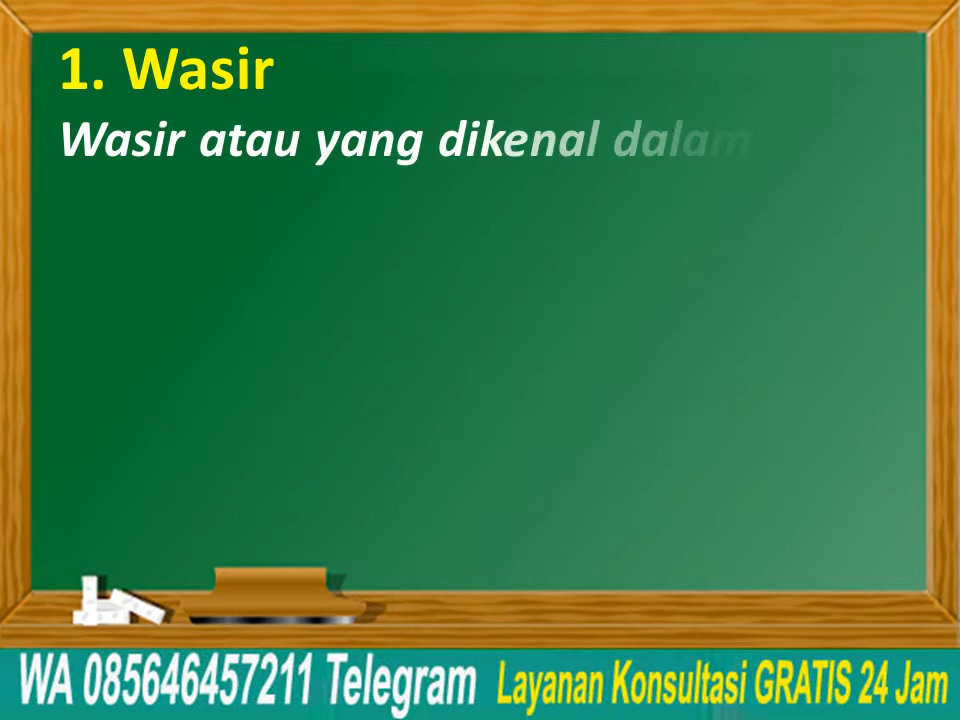 1. Wasir
Wasir atau yang dikenal dalam
WA 085646457211 Telegram Layanan Konsultasi GRATIS 24 Jam